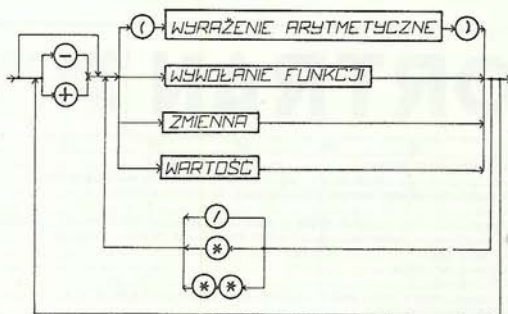 -
+
( WYRAŻENIE ARYTMETYCZNE )
WYWOŁANIE FUNKCJI
ZMIENNA
WARTOŚĆ
/
*
* *